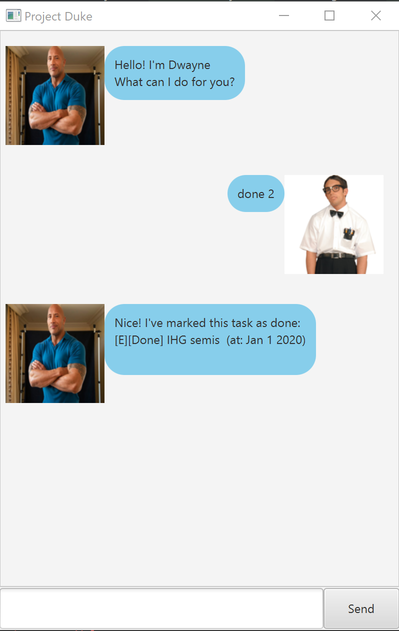 Project Duke
Hello! I'm Dwayne
What can I do for you?
done 2
Nice! I've marked this task as done:
[E][Done] IHG semis  (at: Jan 1 2020)
Send